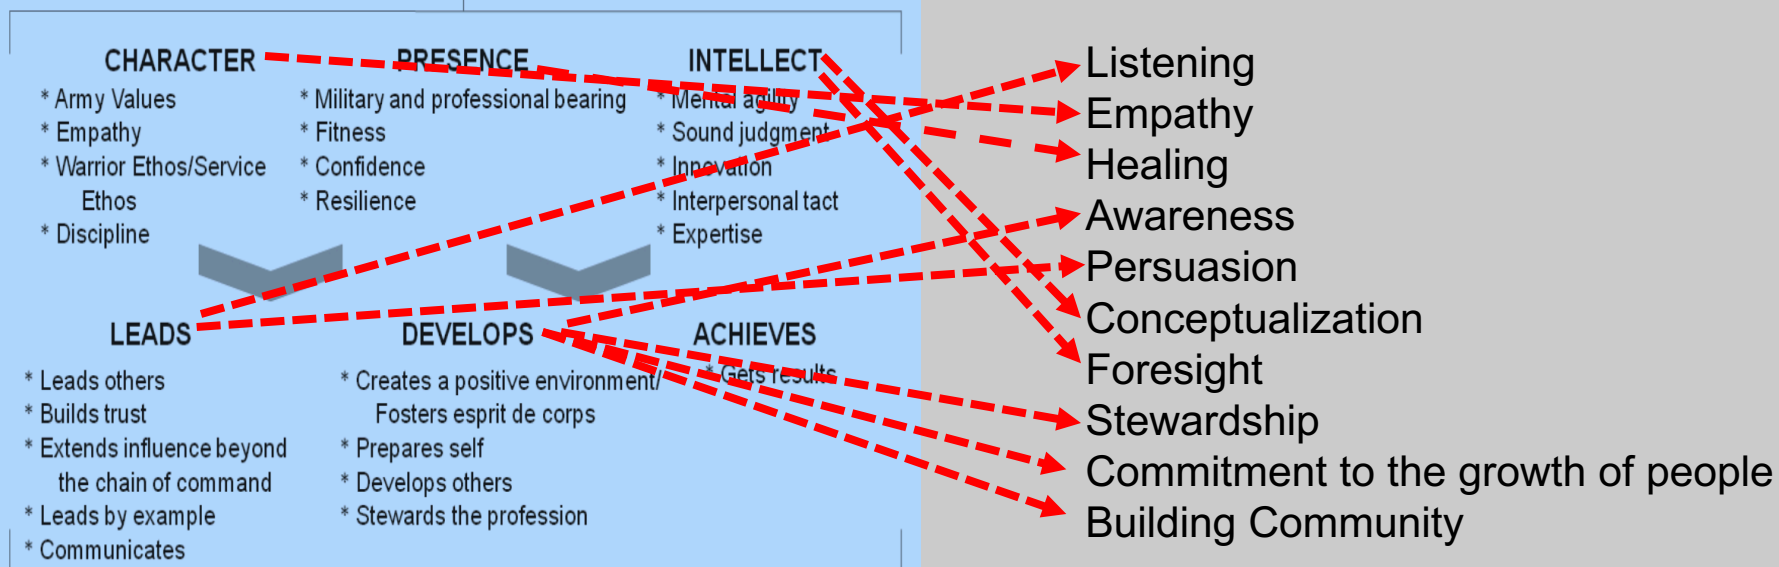 CHARACTER
* Army Values
* Empathy
* Warrior Ethos/Service
Ethos
* Discipline
PRESENCE
* Military and professional bearing
* Fitness
* Confidence
* Resilience
INTELLECT
* Mental agility
* Sound judgment
* Innovation
* Interpersonal tact
* Expertise
LEADS
* Leads others
* Builds trust
* Extends influence beyond
the chain of command
* Leads by example
* Communicates
DEVELOPS
* Creates a positive environment/
Fosters esprit de corps
* Prepares self
* Develops others
* Stewards the profession
ACHIEVES
* Gets results
Listening
Empathy
Healing
Awareness
Persuasion
Conceptualization
Foresight
Stewardship
Commitment to the growth of people
Building Community